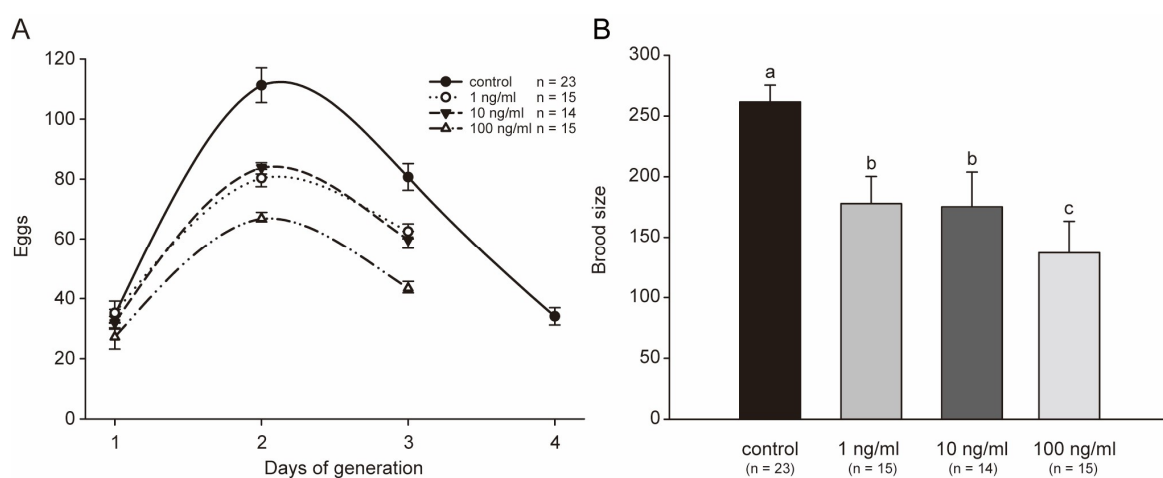 A
120
100
80
60
40
20
0
Eggs
control n = 23
1 ng/ml n = 15
10 ng/ml n = 14
100 ng/ml n = 15
1 2 3 4
Days of generation
B
300
250
200
150
100
50
0
Brood size
a
b
b
c
control 1 ng/ml 10 ng/ml 100 ng/ml
(n = 23) (n = 15) (n = 14) (n = 15)